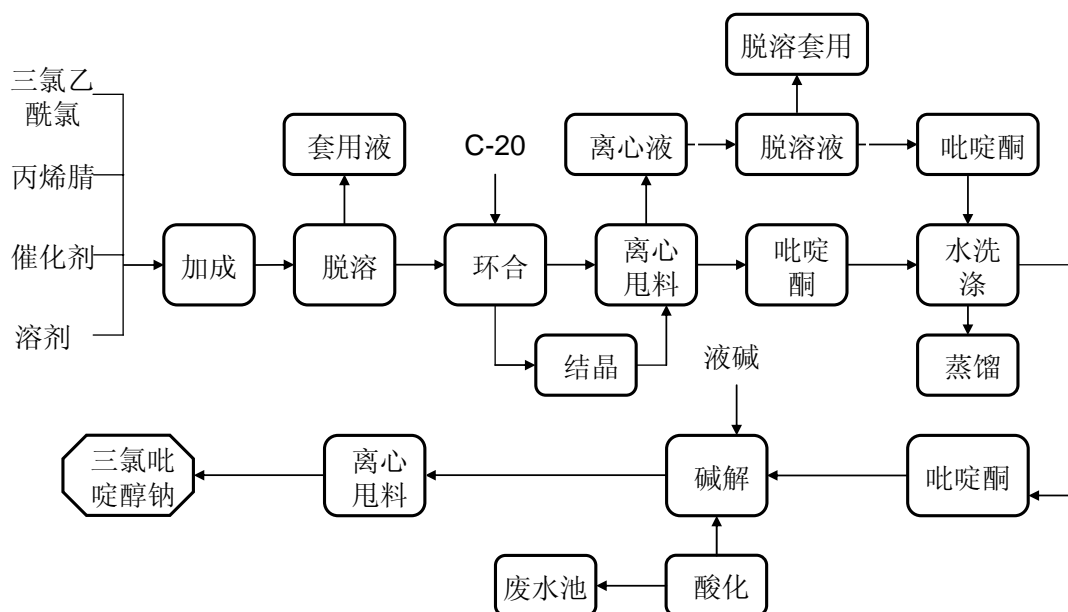 脱溶套用
三氯乙
酰氯
套用液
C-20
离心液
脱溶液
吡啶酮
丙烯腈
催化剂
加成
脱溶
环合
离心
甩料
吡啶
酮
水洗
涤
溶剂
结晶
液碱
蒸馏
三氯吡
啶醇钠
离心
甩料
碱解
吡啶酮
废水池
酸化